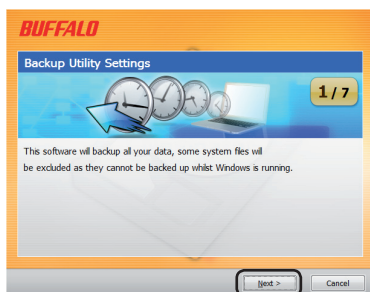 BUFFALO
Backup Utility Settings
1 / 7
This software will backup all your data, some system files will
be excluded as they cannot be backed up whilst Windows is running.
Next >
Cancel